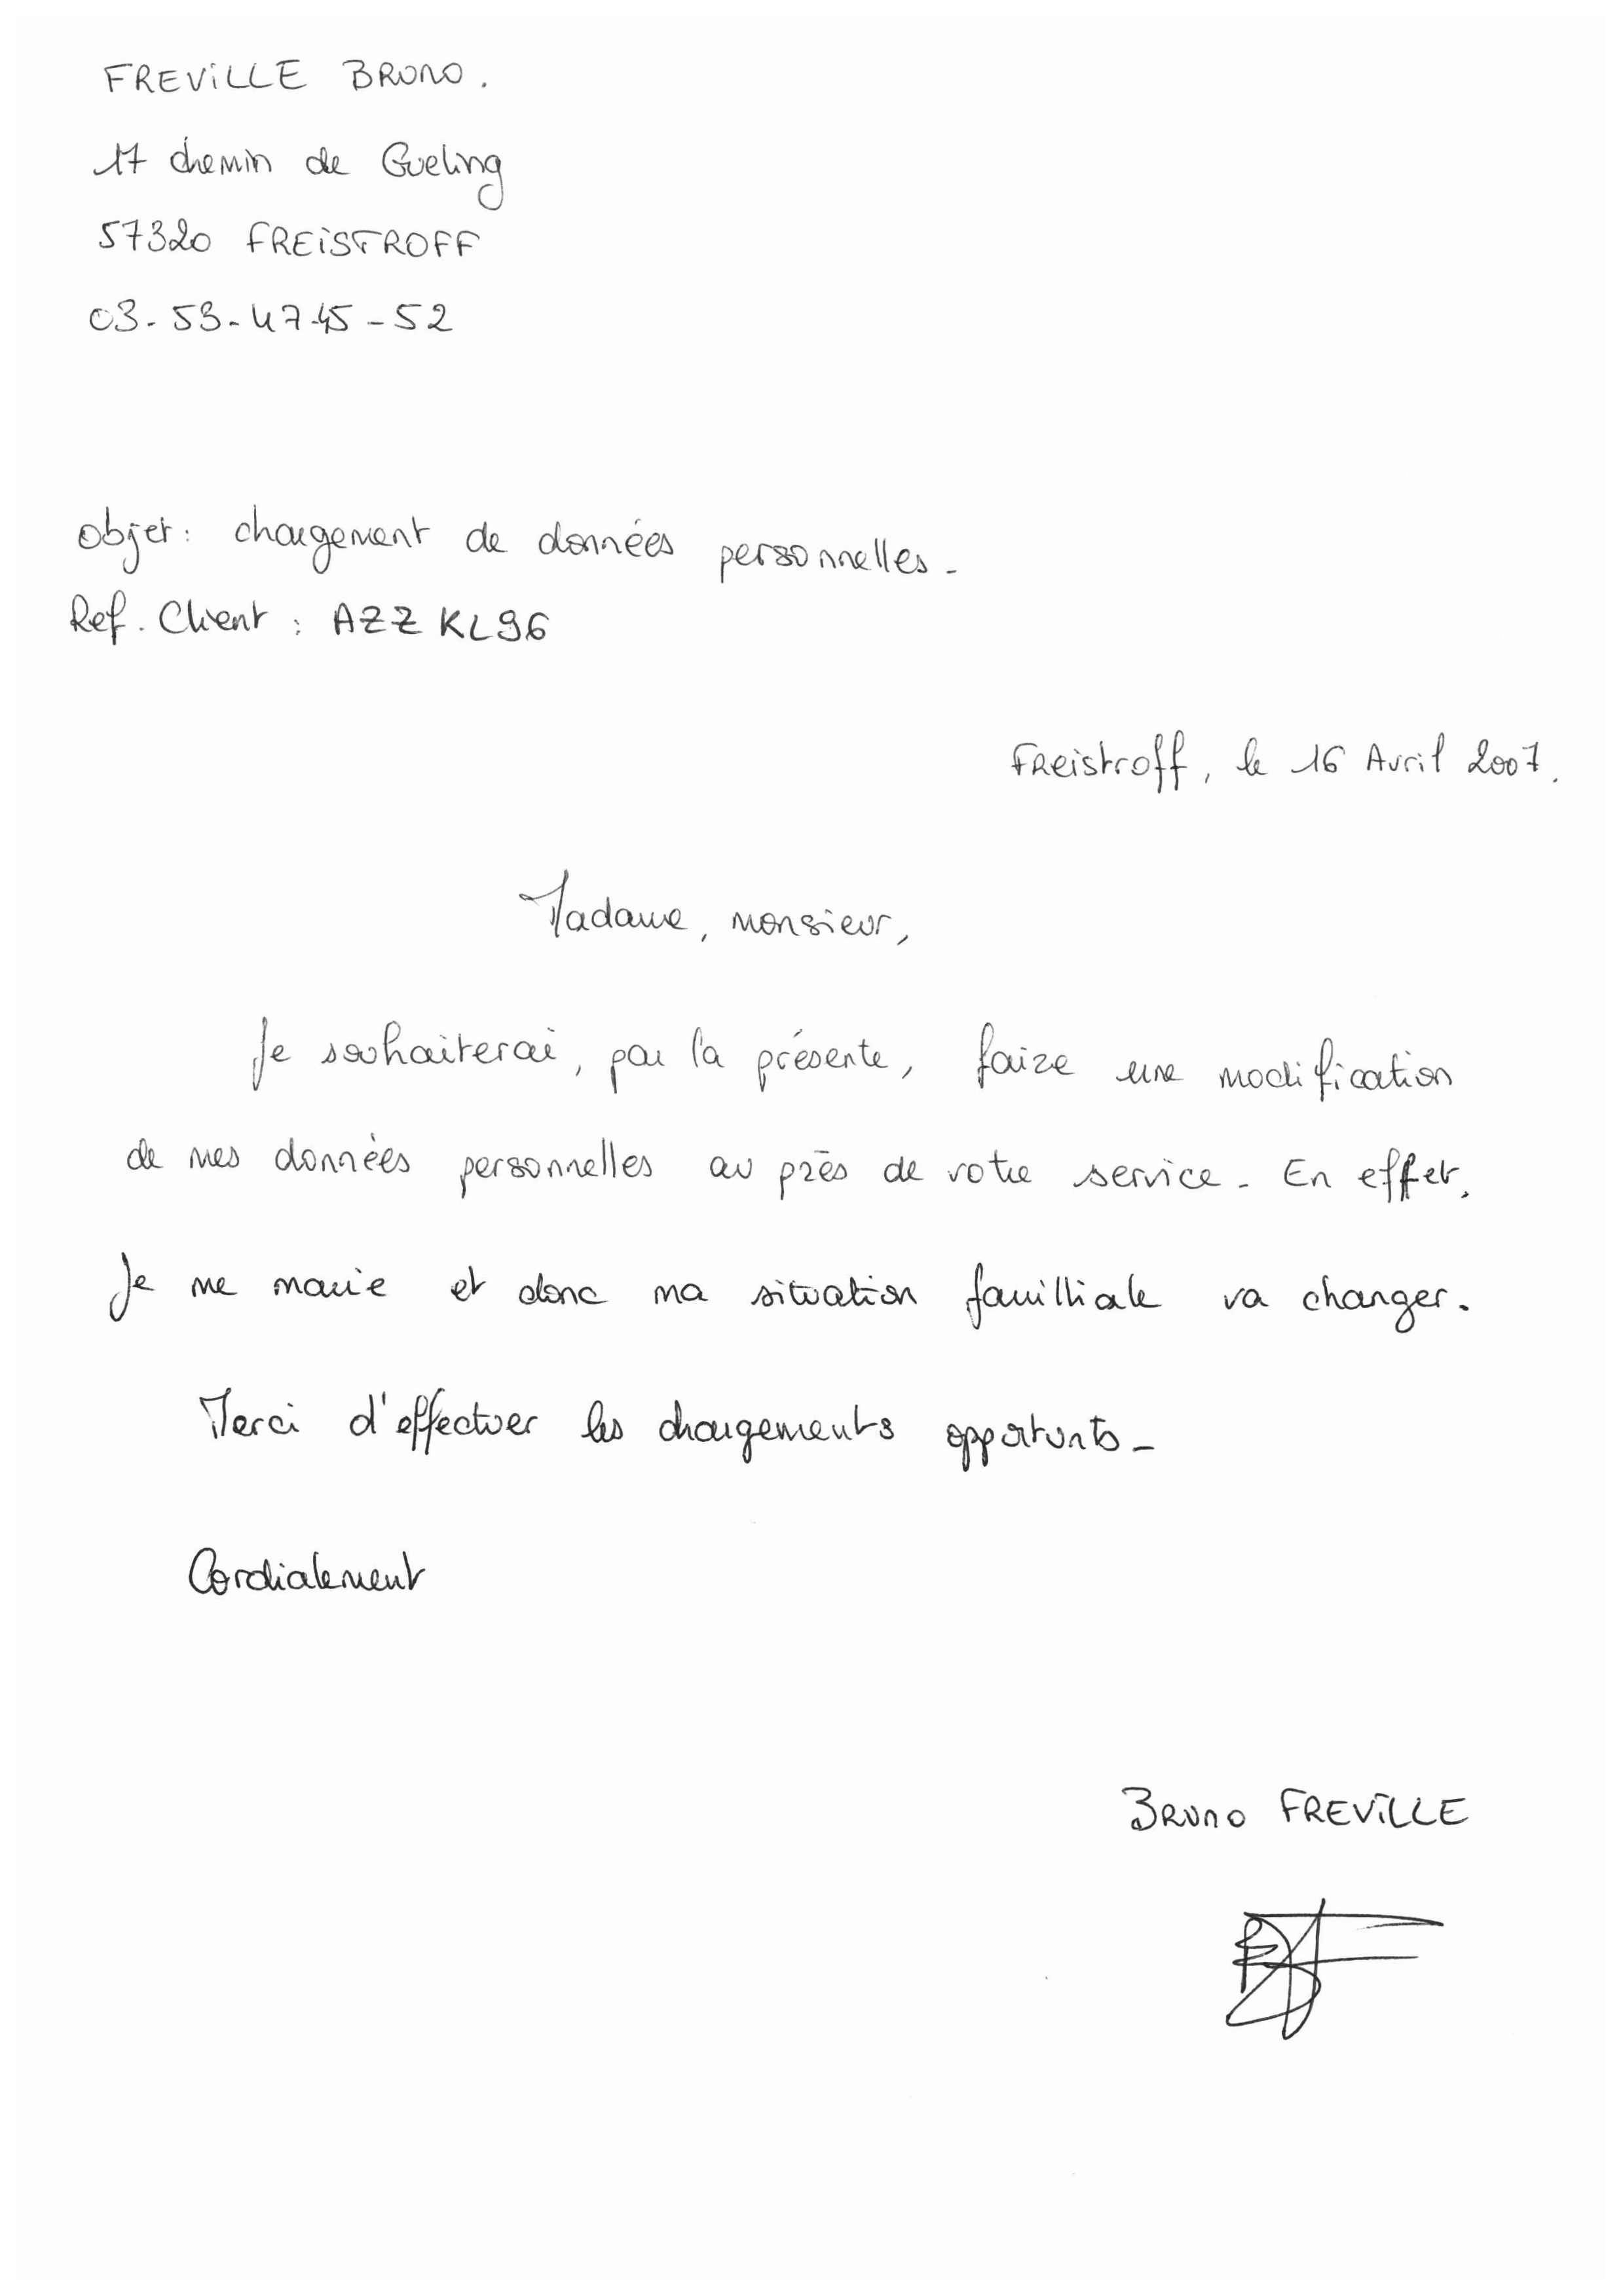 FREVILLE BRUNO.
17 chemin de Gueling
57320 FREISTROFF
03-53-47-45-52
Objet: changement de données personnelles-
Ref. Client : AZZKL96
Freistroff, le 16 Avril 2007.
Madame, monsieur,
Je souhaiterai, par la présente, faire une modification
de mes données personnelles au près de votre service. En effet,
Je me marie et donc ma situation familliale va changer.
Merci d'effectuer les changements opportunts-
Cordialement
BRUNO FREVILLE